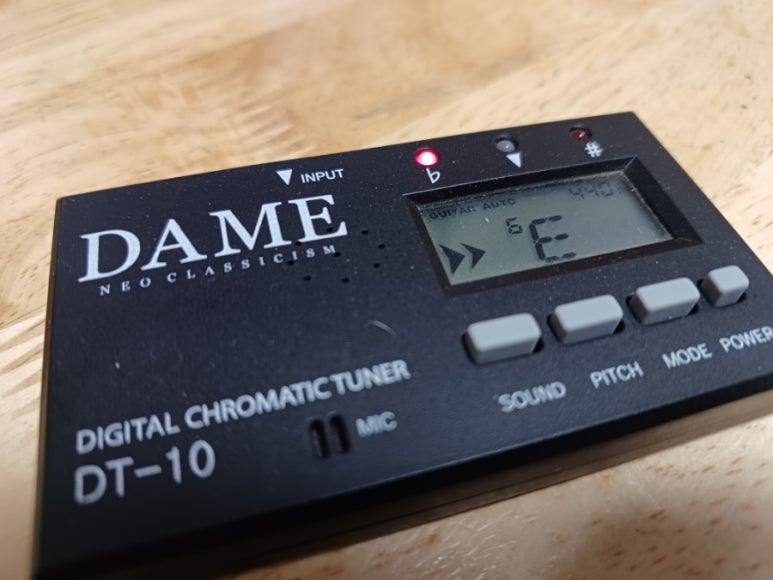 INPUT
♭
♯
DAME
NEO CLASSICISM
GUITAR AUTO
440
6E
SOUND
PITCH
MODE
POWER
DIGITAL CHROMATIC TUNER
DT-10
MIC